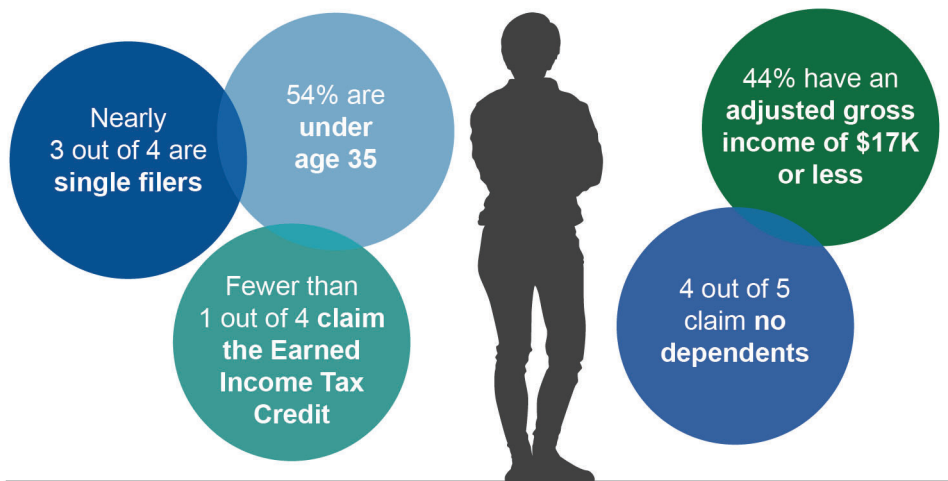 Nearly
3 out of 4 are
single filers
54% are
under
age 35
Fewer than
1 out of 4 claim
the Earned
Income Tax
Credit
44% have an
adjusted gross
income of $17K
or less
4 out of 5
claim no
dependents